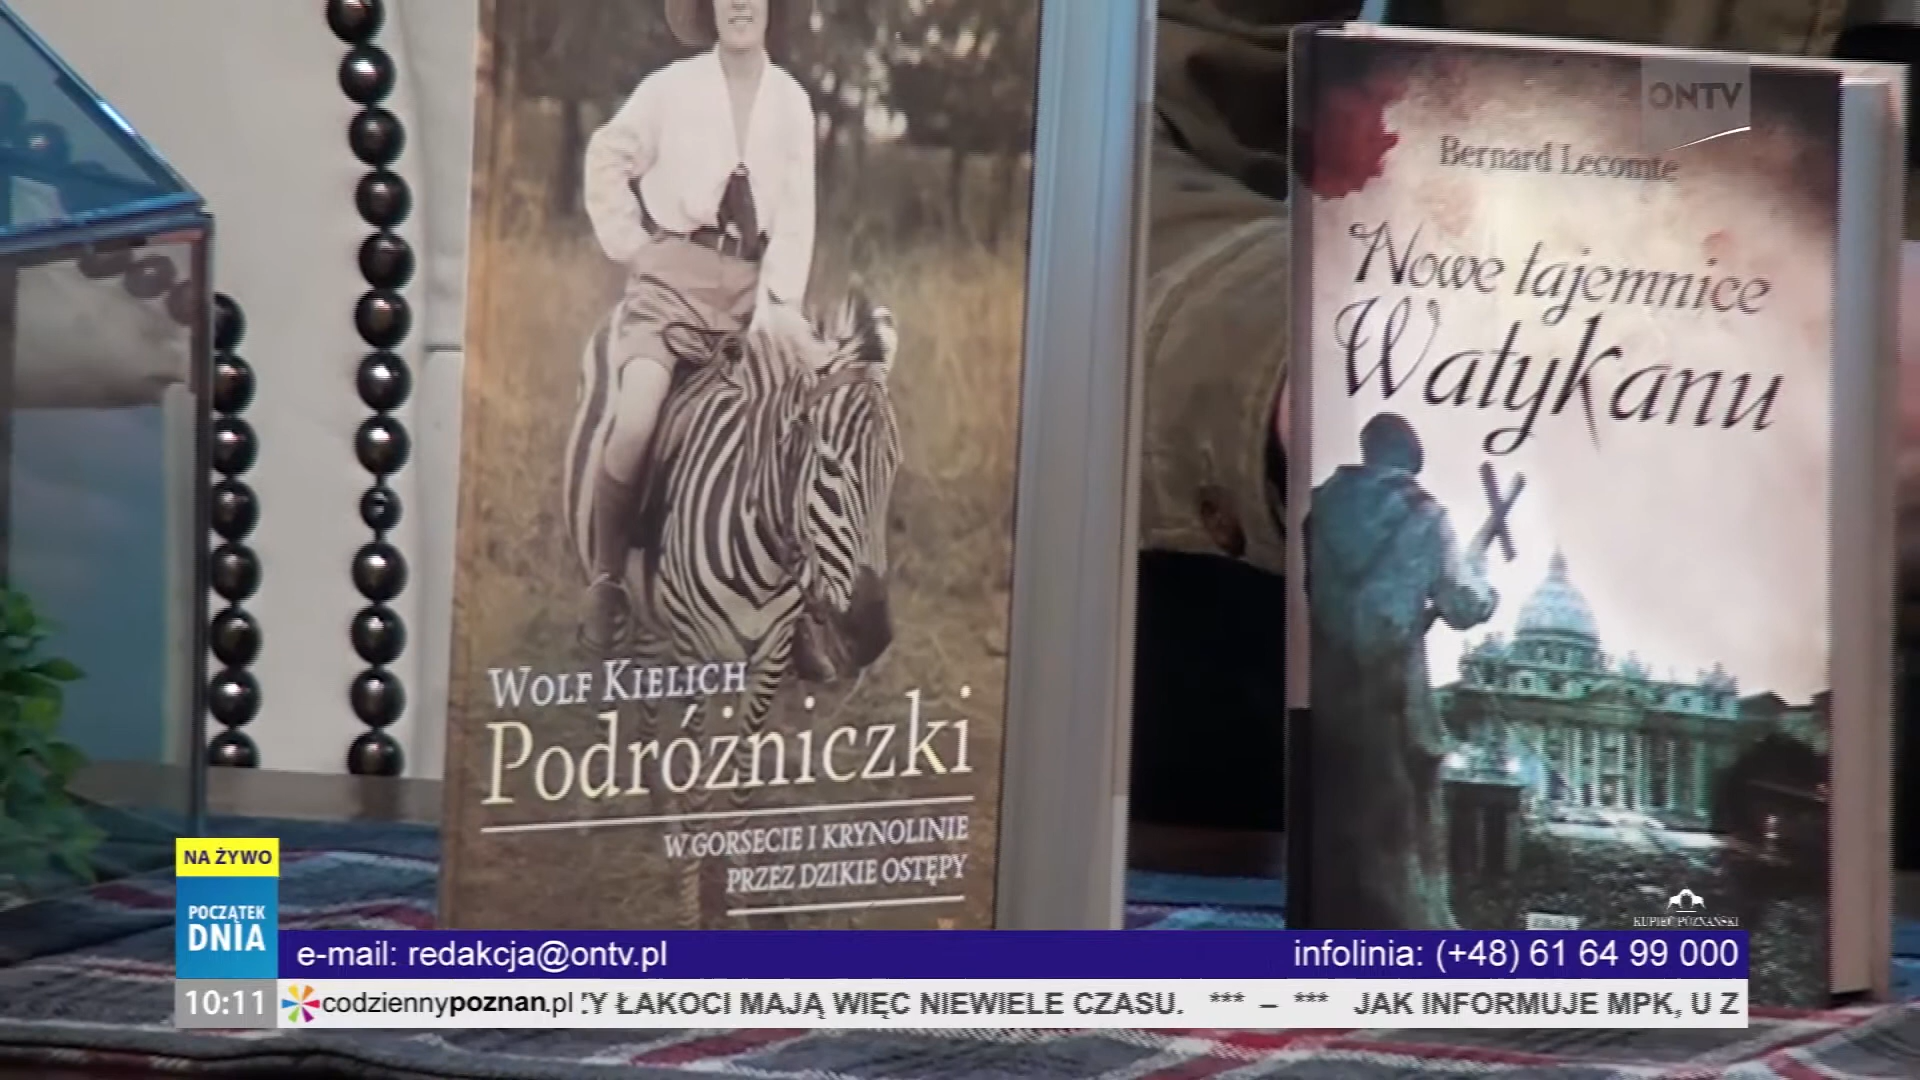 ONTV
Bernard Lecomte
Nowe tajemnice
Watykanu
WOLF KIELICH
Podróżniczki
W GORSECIE I KRYNOLINIE
PRZEZ DZIKIE OSTĘPY
KUPIEC POZNAŃSKI
NA ŻYWO
POCZĄTEK
DNIA
e-mail: redakcja@ontv.pl
infolinia: (+48) 61 64 99 000
10:11
codziennypoznan.pl
ŁAKOCI MAJĄ WIĘC NIEWIELE CZASU. *** – *** JAK INFORMUJE MPK, U Z